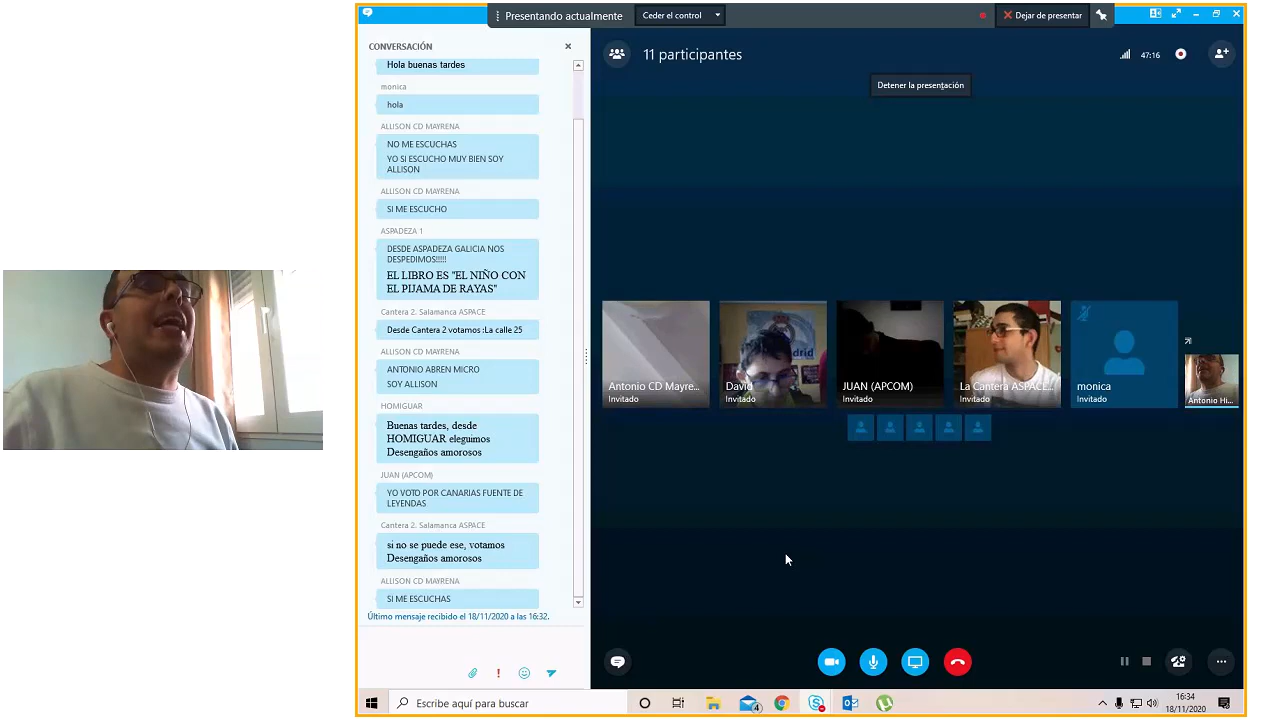 Presentando actualmente
Ceder el control
Dejar de presentar
CONVERSACIÓN
Hola buenas tardes
monica
hola
ALLISON CD MAYRENA
NO ME ESCUCHAS
YO SI ESCUCHO MUY BIEN SOY
ALLISON
ALLISON CD MAYRENA
SI ME ESCUCHO
ASPADEZA 1
DESDE ASPADEZA GALICIA NOS
DESPEDIMOS!!!!!
EL LIBRO ES "EL NIÑO CON
EL PIJAMA DE RAYAS"
Cantera 2. Salamanca ASPACE
Desde Cantera 2 votamos :La calle 25
ALLISON CD MAYRENA
ANTONIO ABREN MICRO
SOY ALLISON
HOMIGUAR
Buenas tardes, desde
HOMIGUAR eleguimos
Desengaños amorosos
JUAN (APCOM)
YO VOTO POR CANARIAS FUENTE DE
LEYENDAS
Cantera 2. Salamanca ASPACE
si no se puede ese, votamos
Desengaños amorosos
ALLISON CD MAYRENA
SI ME ESCUCHAS
Último mensaje recibido el 18/11/2020 a las 16:32.
11 participantes
47:16
Detener la presentación
Antonio CD Mayre...
Invitado
David
Invitado
JUAN (APCOM)
Invitado
La Cantera ASPACE...
Invitado
monica
Invitado
Antonio Hi...
Escribe aquí para buscar
4
16:34
18/11/2020